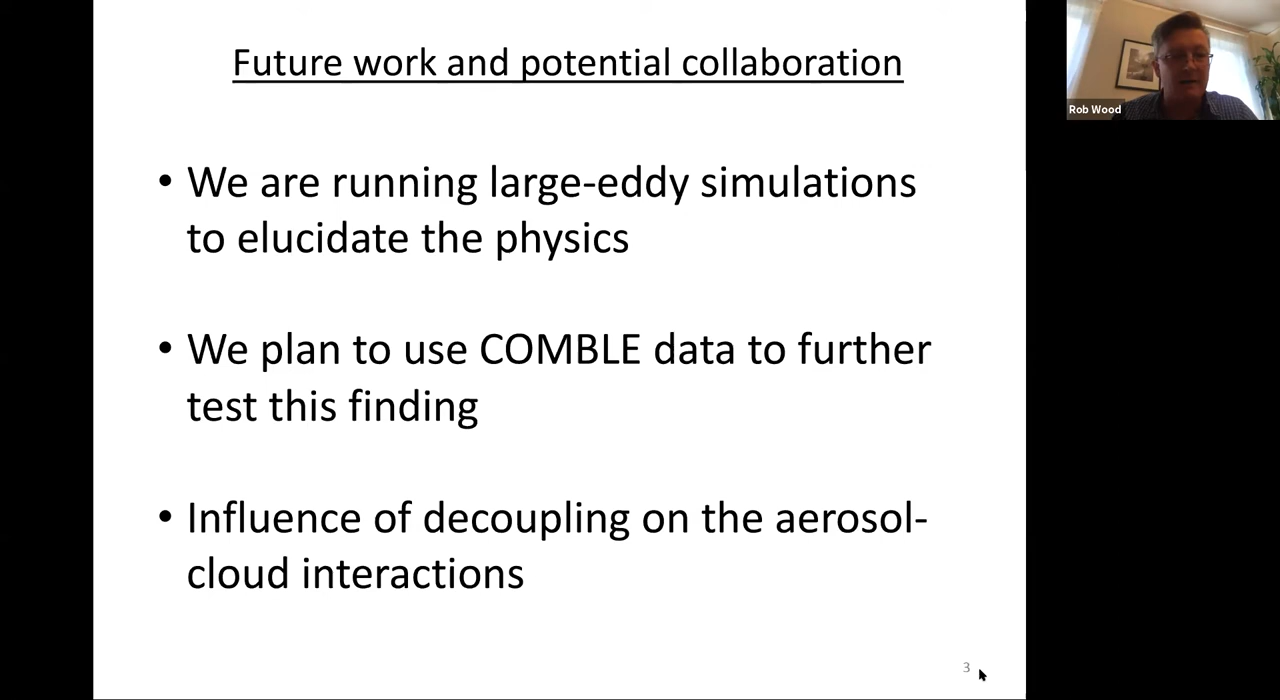 Future work and potential collaboration
• We are running large-eddy simulations
to elucidate the physics
• We plan to use COMBLE data to further
test this finding
• Influence of decoupling on the aerosol-
cloud interactions
3
Rob Wood